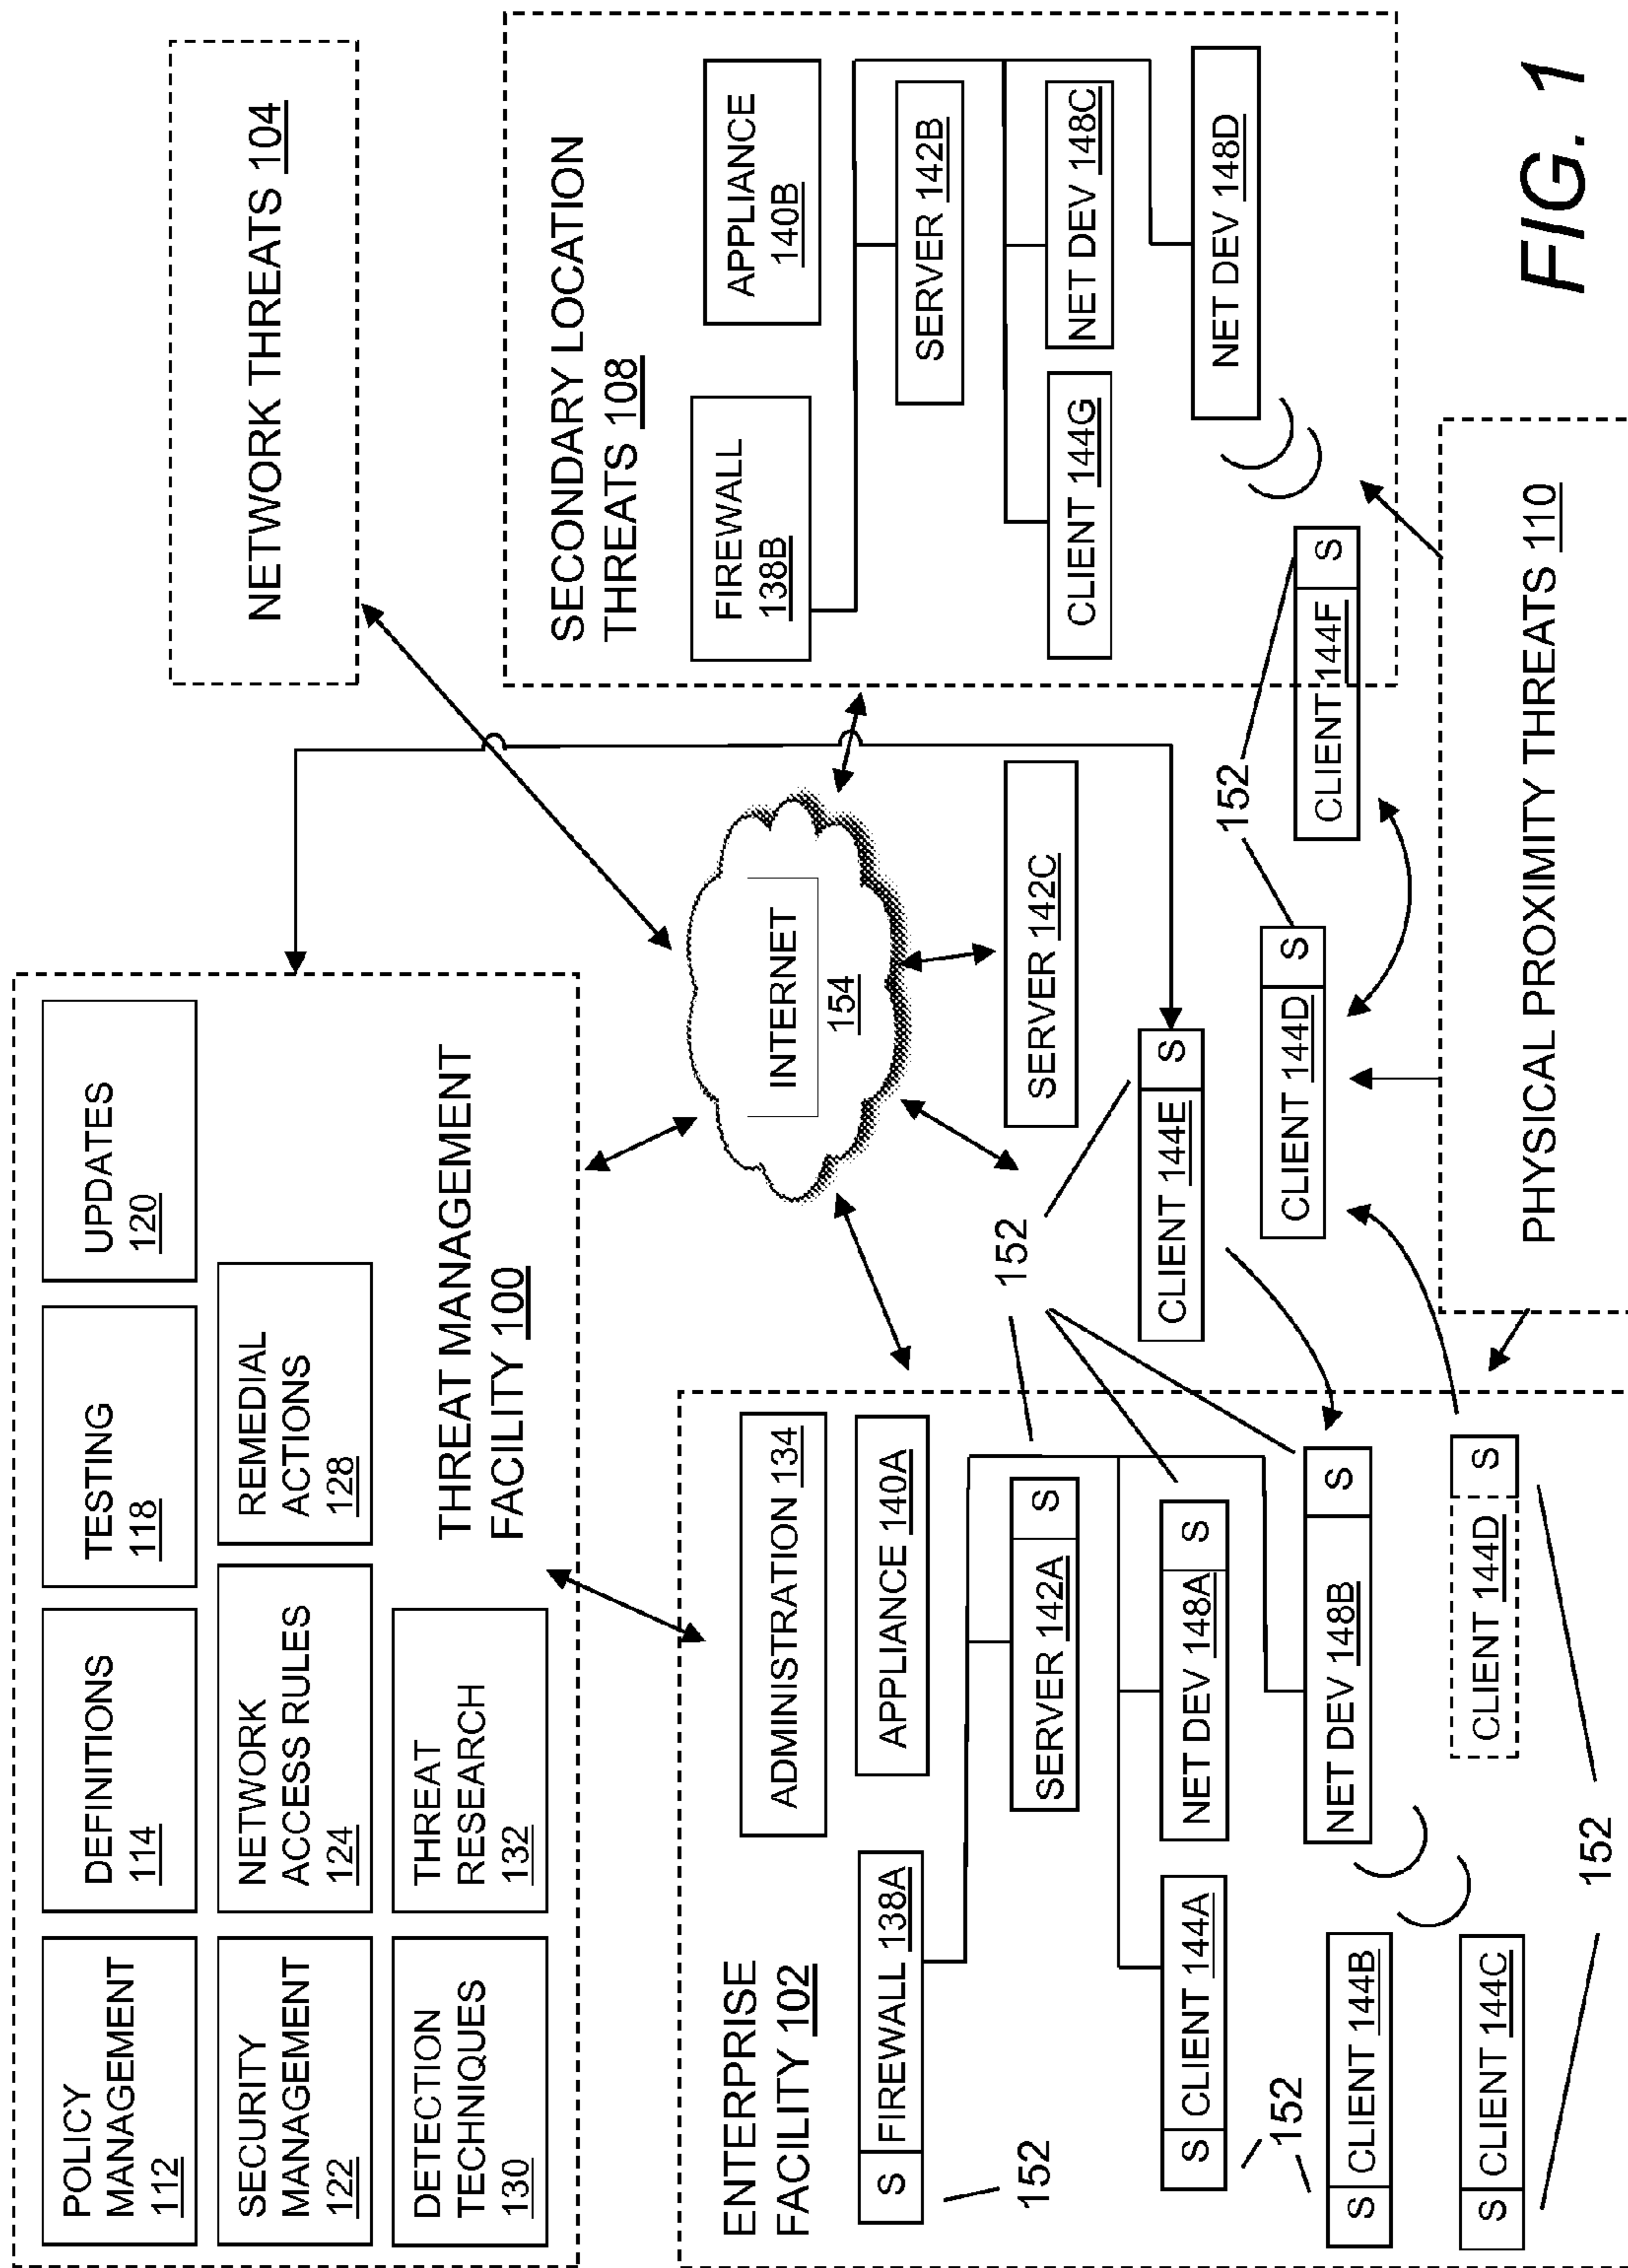 POLICY
MANAGEMENT
112
DEFINITIONS
114
TESTING
118
UPDATES
120
SECURITY
MANAGEMENT
122
NETWORK
ACCESS RULES
124
REMEDIAL
ACTIONS
128
DETECTION
TECHNIQUES
130
THREAT
RESEARCH
132
THREAT MANAGEMENT
FACILITY 100
NETWORK THREATS 104
INTERNET
154
ENTERPRISE
FACILITY 102
ADMINISTRATION 134
S FIREWALL 138A
APPLIANCE 140A
152
SERVER 142A S
S CLIENT 144A
NET DEV 148A S
152
S CLIENT 144B
NET DEV 148B S
S CLIENT 144C
CLIENT 144D S
152
152
SERVER 142C
CLIENT 144E S
CLIENT 144D S
152
CLIENT 144F S
SECONDARY LOCATION
THREATS 108
FIREWALL
138B
APPLIANCE
140B
SERVER 142B
CLIENT 144G
NET DEV 148C
NET DEV 148D
PHYSICAL PROXIMITY THREATS 110
FIG. 1